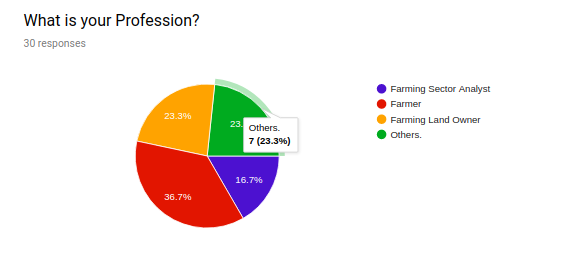 What is your Profession?
30 responses
Farming Sector Analyst
Farmer
Farming Land Owner
Others.
23.3%
23.
Others.
7 (23.3%)
16.7%
36.7%